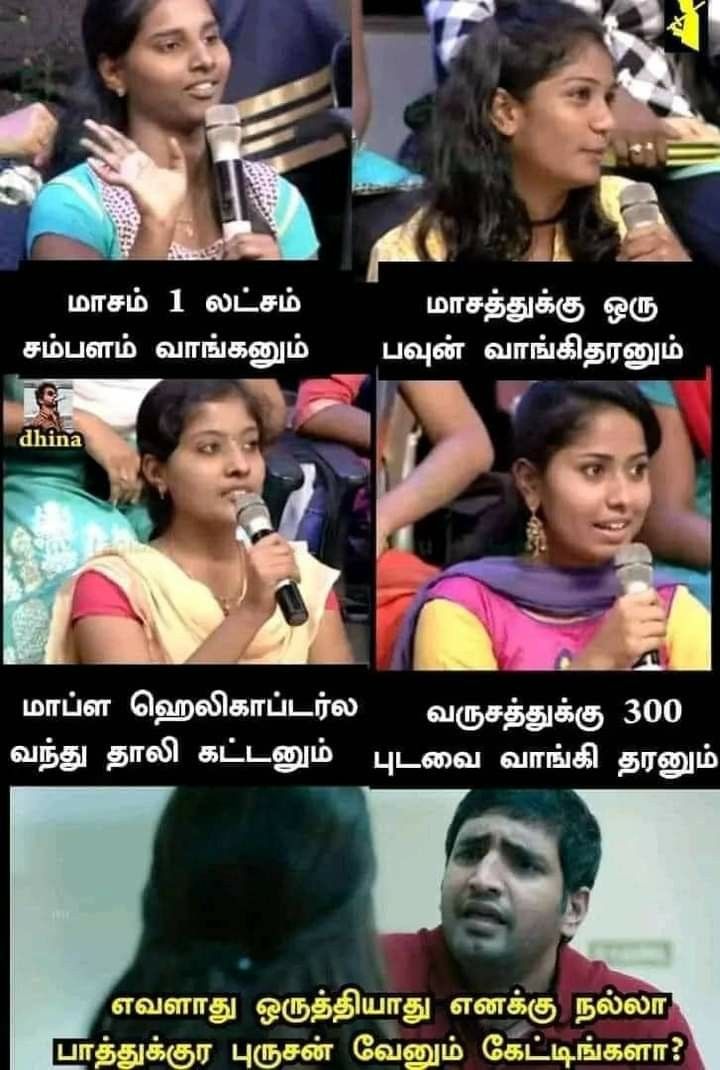 மாசம் 1 லட்சம்
சம்பளம் வாங்கனும்
மாசத்துக்கு ஒரு
பவுன் வாங்கிதரனும்
dhina
மாப்ள ஹெலிகாப்டர்ல
வந்து தாலி கட்டனும்
வருசத்துக்கு 300
புடவை வாங்கி தரனும்
எவளாது ஒருத்தியாது எனக்கு நல்லா
பாத்துக்குர புருசன் வேனும் கேட்டிங்களா?